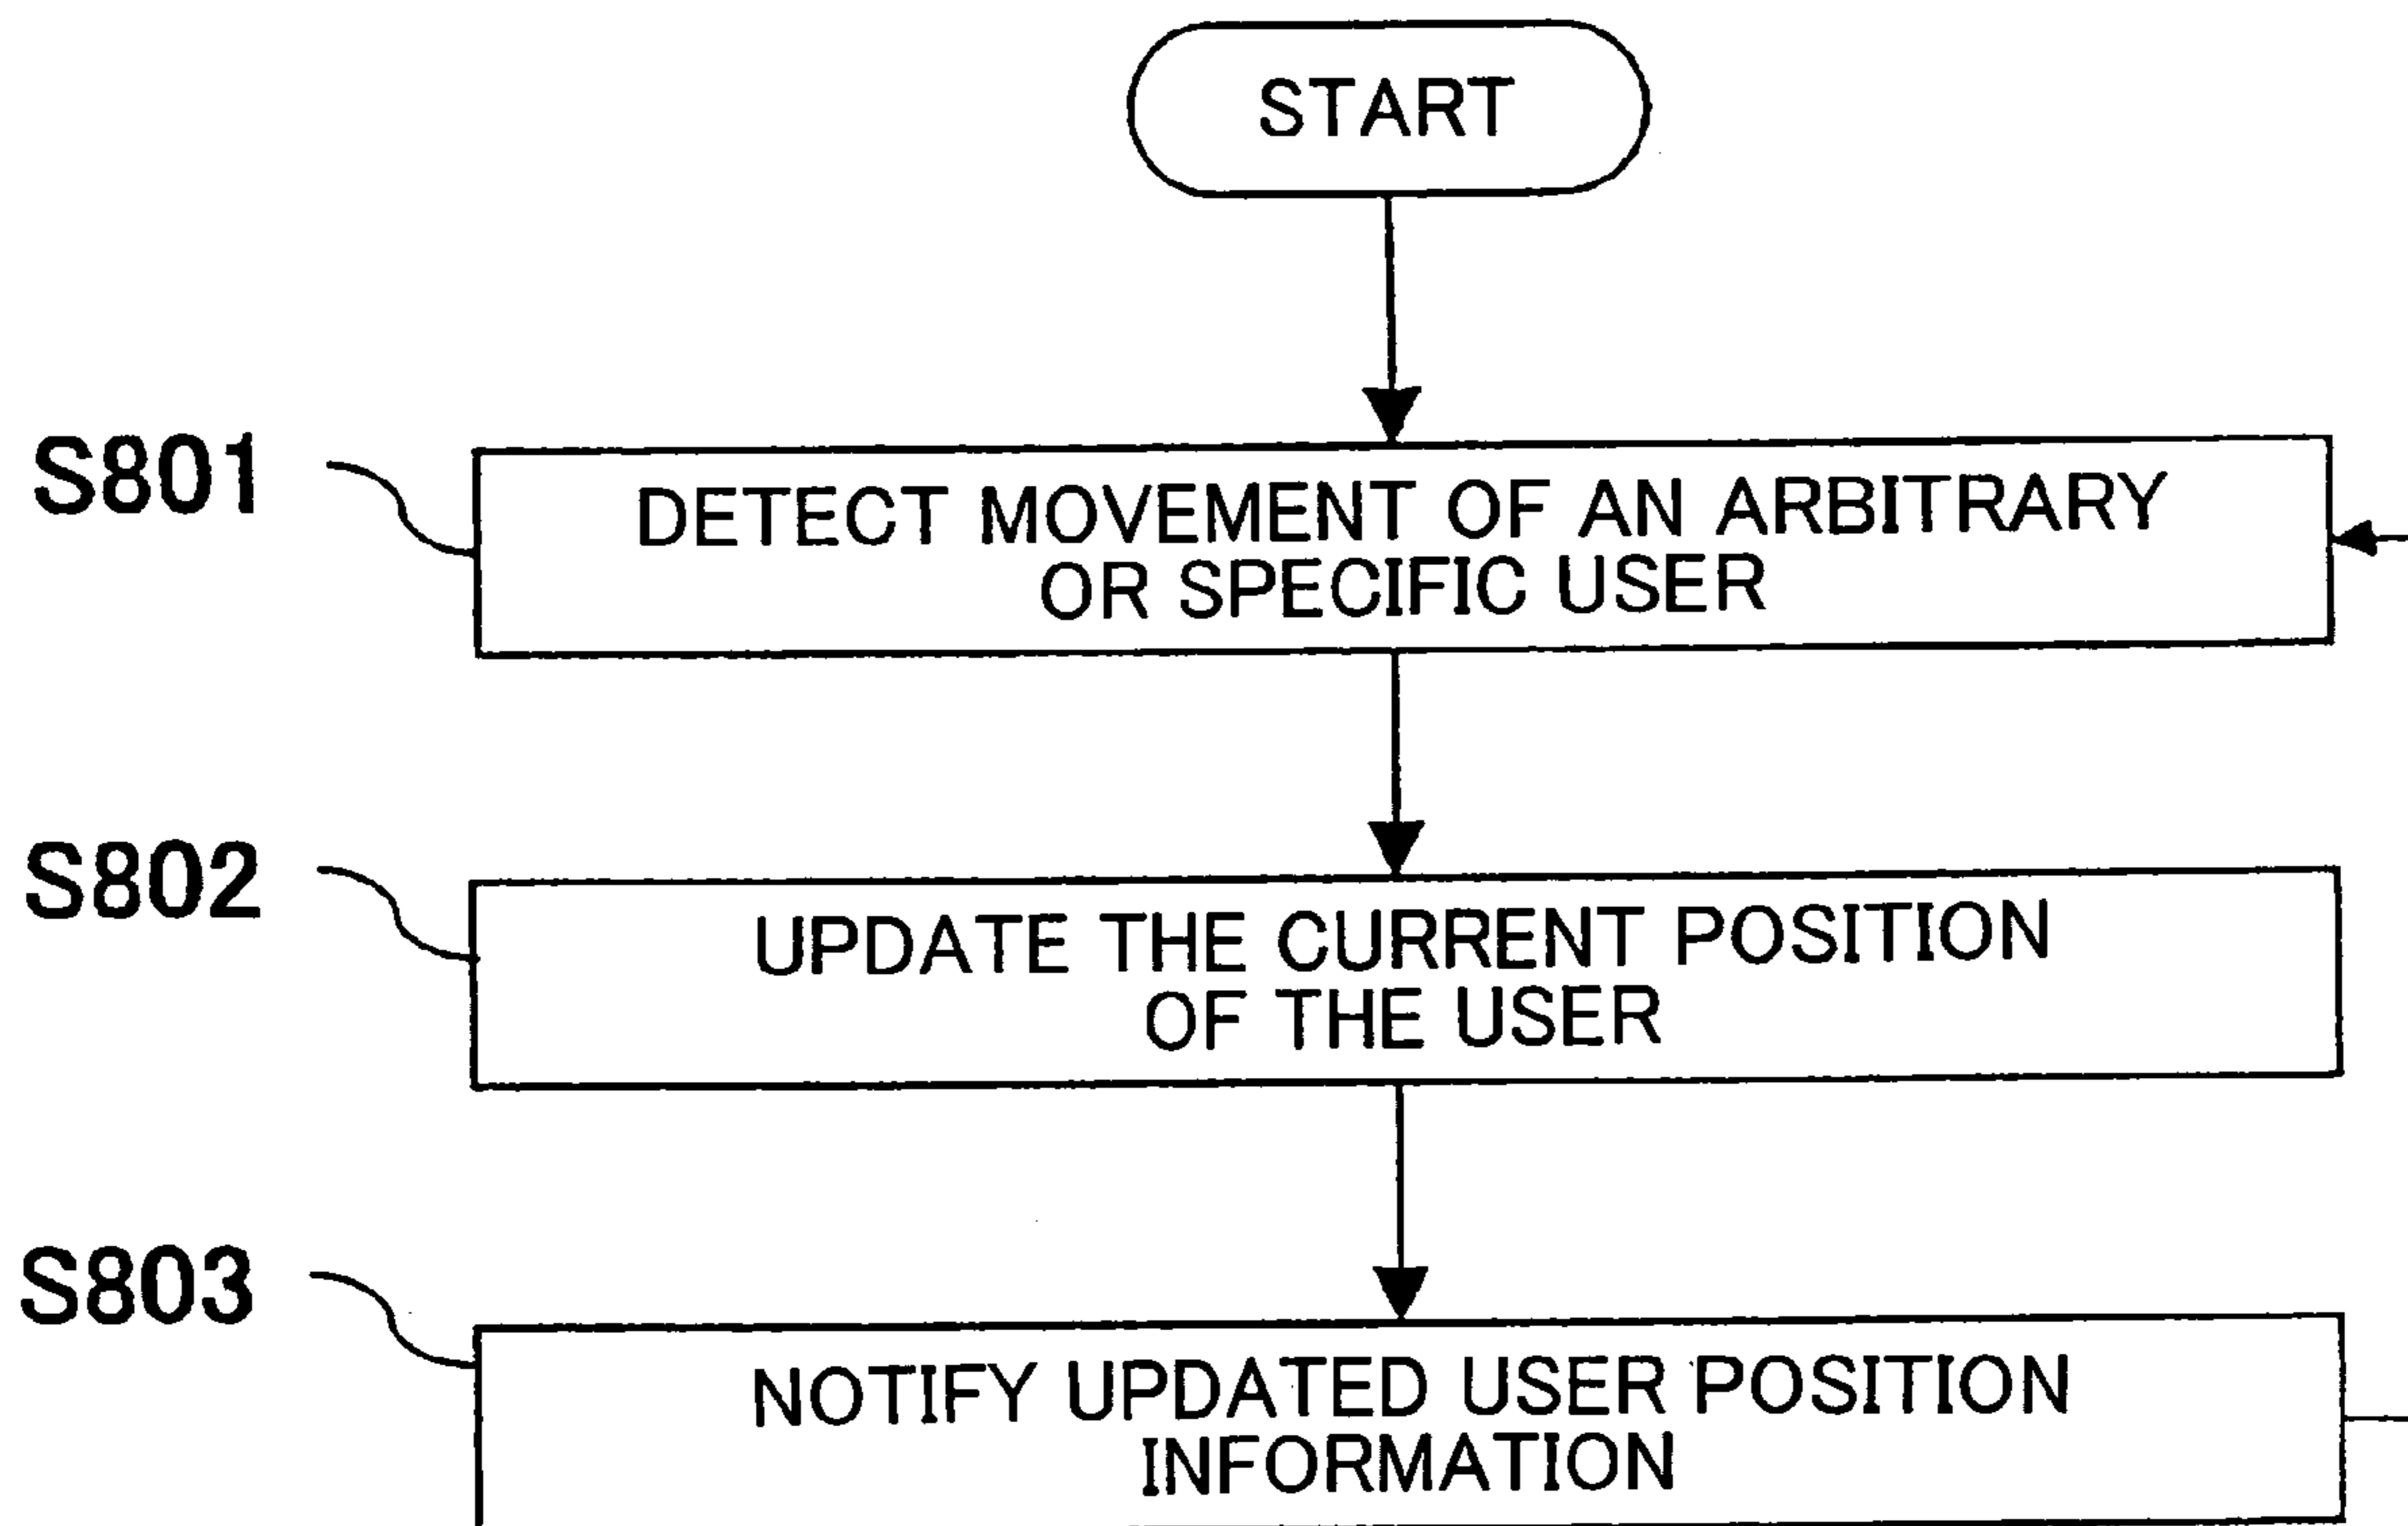 START
S801
DETECT MOVEMENT OF AN ARBITRARY
OR SPECIFIC USER
S802
UPDATE THE CURRENT POSITION
OF THE USER
S803
NOTIFY UPDATED USER POSITION
INFORMATION